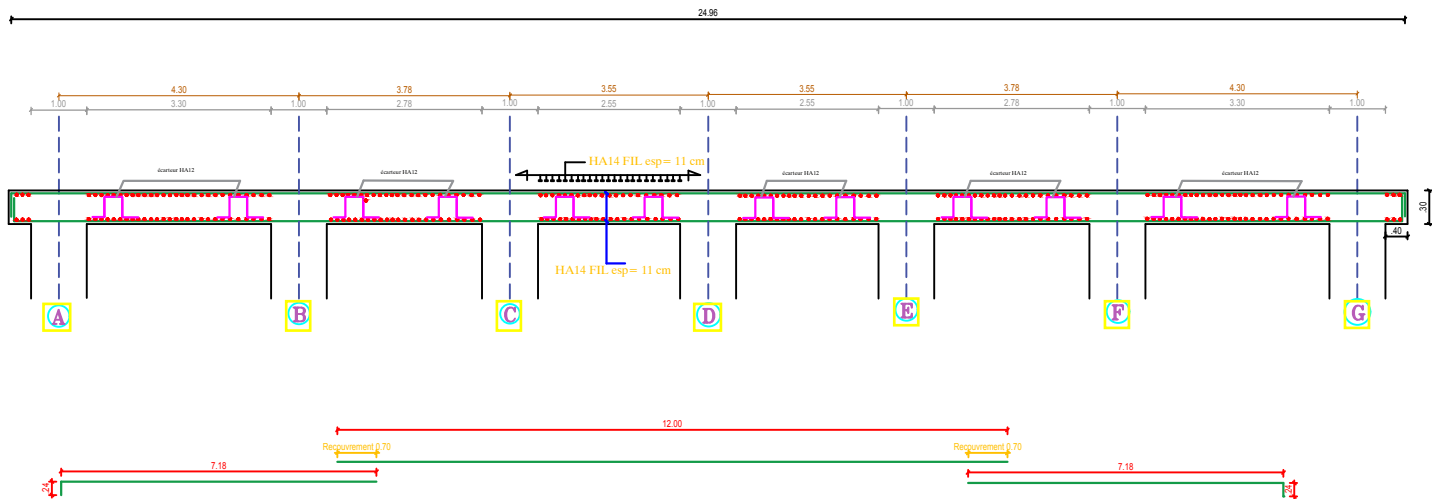 24.96
4.30 3.78 3.55 3.55 3.78 4.30
1.00 3.30 1.00 2.78 1.00 2.55 1.00 2.55 1.00 2.78 1.00 3.30 1.00
HA14 FIL esp= 11 cm
écarteur HA12 écarteur HA12 écarteur HA12 écarteur HA12 écarteur HA12
.30
.40
HA14 FIL esp= 11 cm
A B C D E F G
12.00
Recouvrement 0.70 Recouvrement 0.70
7.18 7.18
24 24